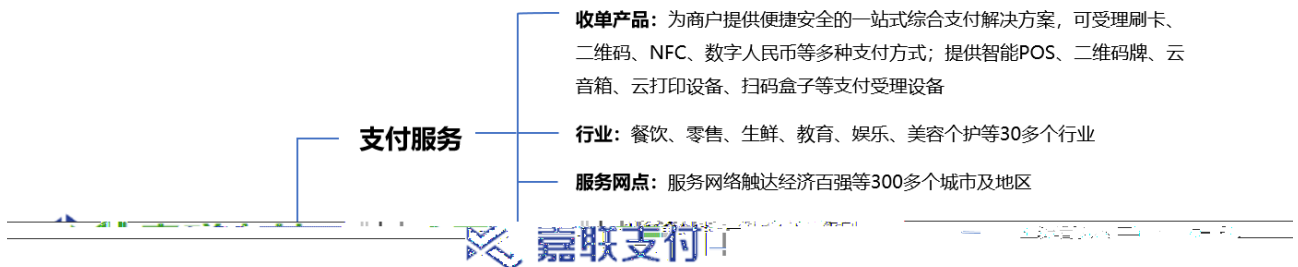 收单产品：为商户提供便捷安全的一站式综合支付解决方案，可受理刷卡、
二维码、NFC、数字人民币等多种支付方式；提供智能POS、二维码牌、云
音箱、云打印设备、扫码盒子等支付受理设备
支付服务
行业：餐饮、零售、生鲜、教育、娱乐、美容个护等30多个行业
服务网点：服务网络触达经济百强等300多个城市及地区
嘉联支付